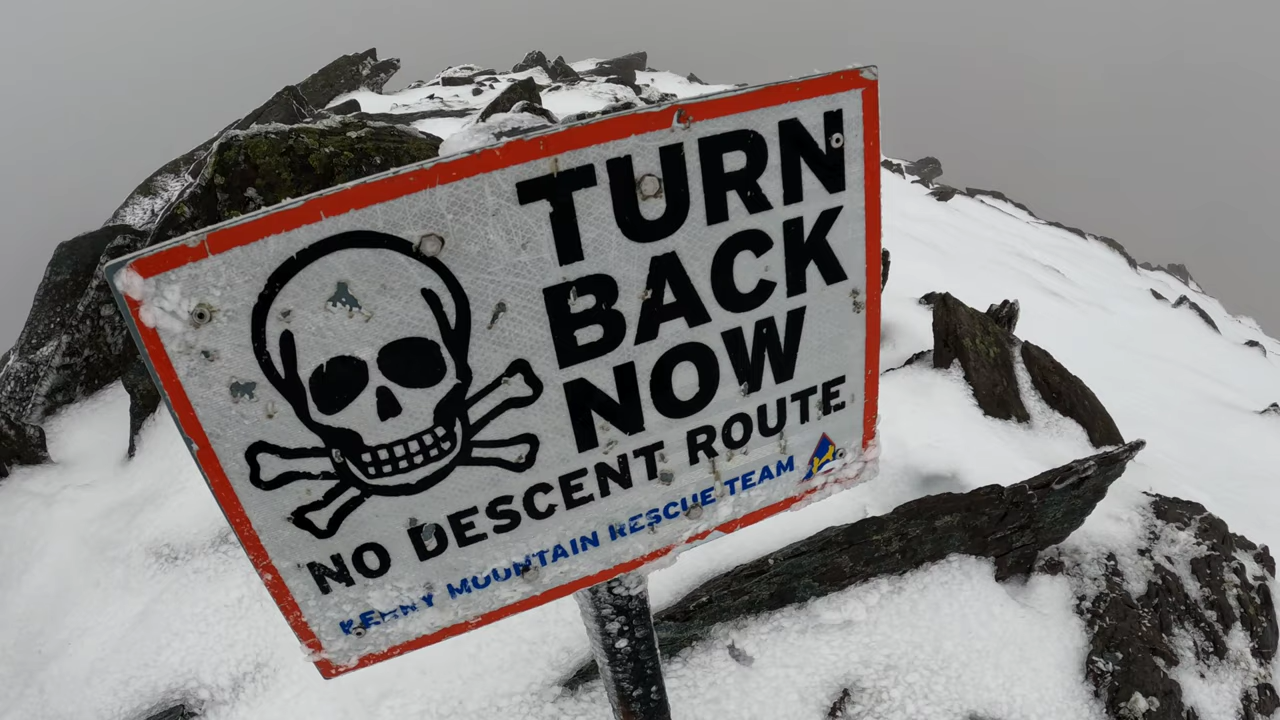 TURN
BACK
NOW
NO DESCENT ROUTE
KERRY MOUNTAIN RESCUE TEAM